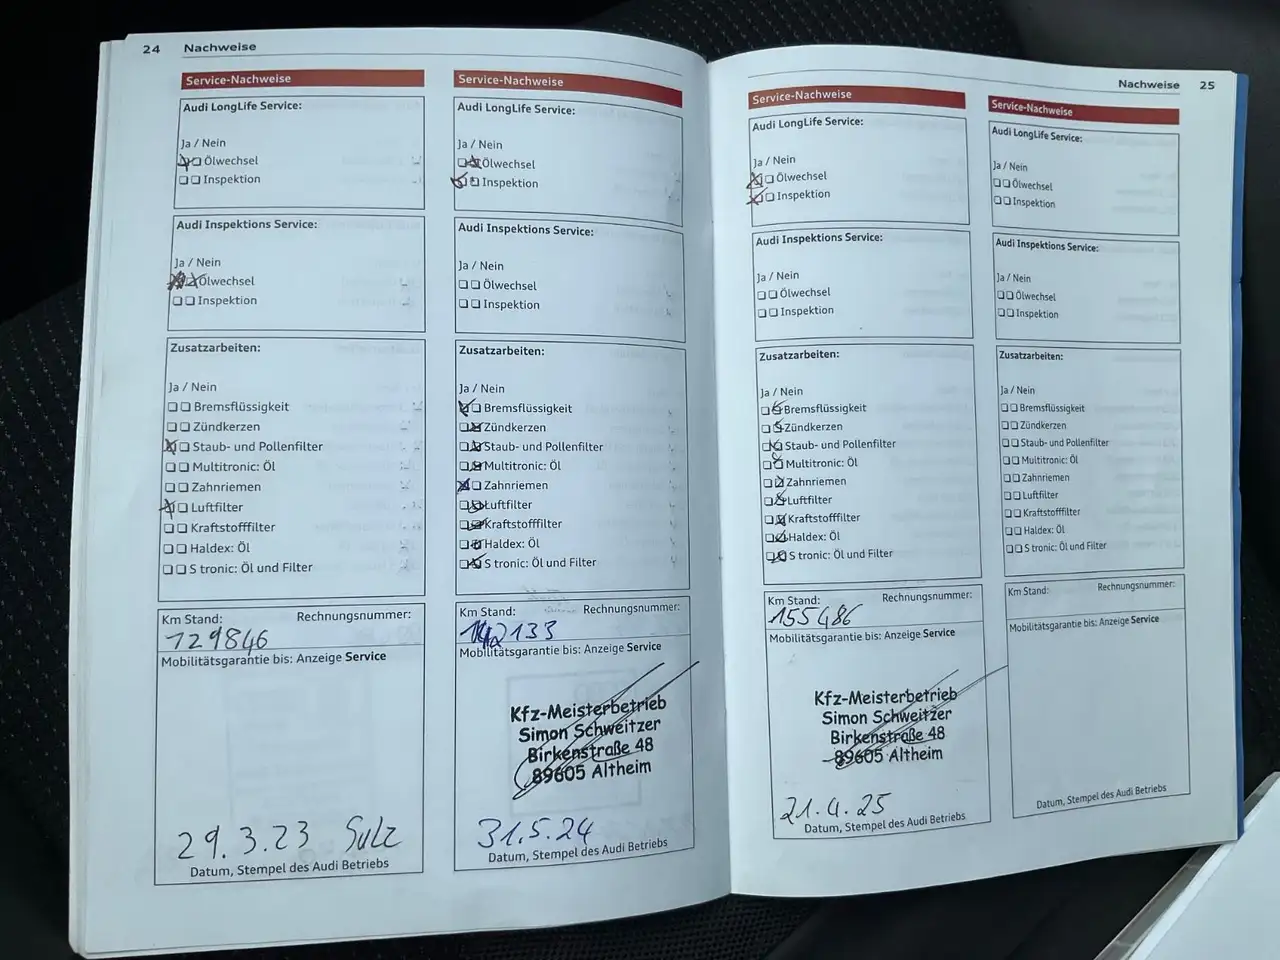 24 Nachweise
Service-Nachweise
Audi LongLife Service:
Ja / Nein
Ölwechsel
Inspektion
Audi Inspektions Service:
Ja / Nein
Ölwechsel
Inspektion
Zusatzarbeiten:
Ja / Nein
Bremsflüssigkeit
Zündkerzen
Staub- und Pollenfilter
Multitronic: Öl
Zahnriemen
Luftfilter
Kraftstofffilter
Haldex: Öl
S tronic: Öl und Filter
Km Stand: Rechnungsnummer:
129846
Mobilitätsgarantie bis: Anzeige Service
29.3.23 Sulz
Datum, Stempel des Audi Betriebs
Service-Nachweise
Audi LongLife Service:
Ja / Nein
Ölwechsel
Inspektion
Audi Inspektions Service:
Ja / Nein
Ölwechsel
Inspektion
Zusatzarbeiten:
Ja / Nein
Bremsflüssigkeit
Zündkerzen
Staub- und Pollenfilter
Multitronic: Öl
Zahnriemen
Luftfilter
Kraftstofffilter
Haldex: Öl
S tronic: Öl und Filter
Km Stand: Rechnungsnummer:
142133
Mobilitätsgarantie bis: Anzeige Service
Kfz-Meisterbetrieb
Simon Schweitzer
Birkenstraße 48
89605 Altheim
31.5.24
Datum, Stempel des Audi Betriebs
Nachweise 25
Service-Nachweise
Audi LongLife Service:
Ja / Nein
Ölwechsel
Inspektion
Audi Inspektions Service:
Ja / Nein
Ölwechsel
Inspektion
Zusatzarbeiten:
Ja / Nein
Bremsflüssigkeit
Zündkerzen
Staub- und Pollenfilter
Multitronic: Öl
Zahnriemen
Luftfilter
Kraftstofffilter
Haldex: Öl
S tronic: Öl und Filter
Km Stand: Rechnungsnummer:
155486
Mobilitätsgarantie bis: Anzeige Service
Kfz-Meisterbetrieb
Simon Schweitzer
Birkenstraße 48
89605 Altheim
21.4.25
Datum, Stempel des Audi Betriebs
Service-Nachweise
Audi LongLife Service:
Ja / Nein
Ölwechsel
Inspektion
Audi Inspektions Service:
Ja / Nein
Ölwechsel
Inspektion
Zusatzarbeiten:
Ja / Nein
Bremsflüssigkeit
Zündkerzen
Staub- und Pollenfilter
Multitronic: Öl
Zahnriemen
Luftfilter
Kraftstofffilter
Haldex: Öl
S tronic: Öl und Filter
Km Stand: Rechnungsnummer:
Mobilitätsgarantie bis: Anzeige Service
Datum, Stempel des Audi Betriebs